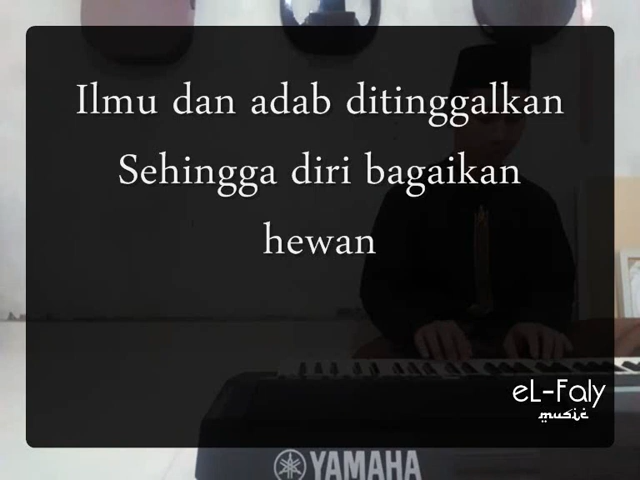 Ilmu dan adab ditinggalkan
Sehingga diri bagaikan
hewan
eL-Faly
music
YAMAHA